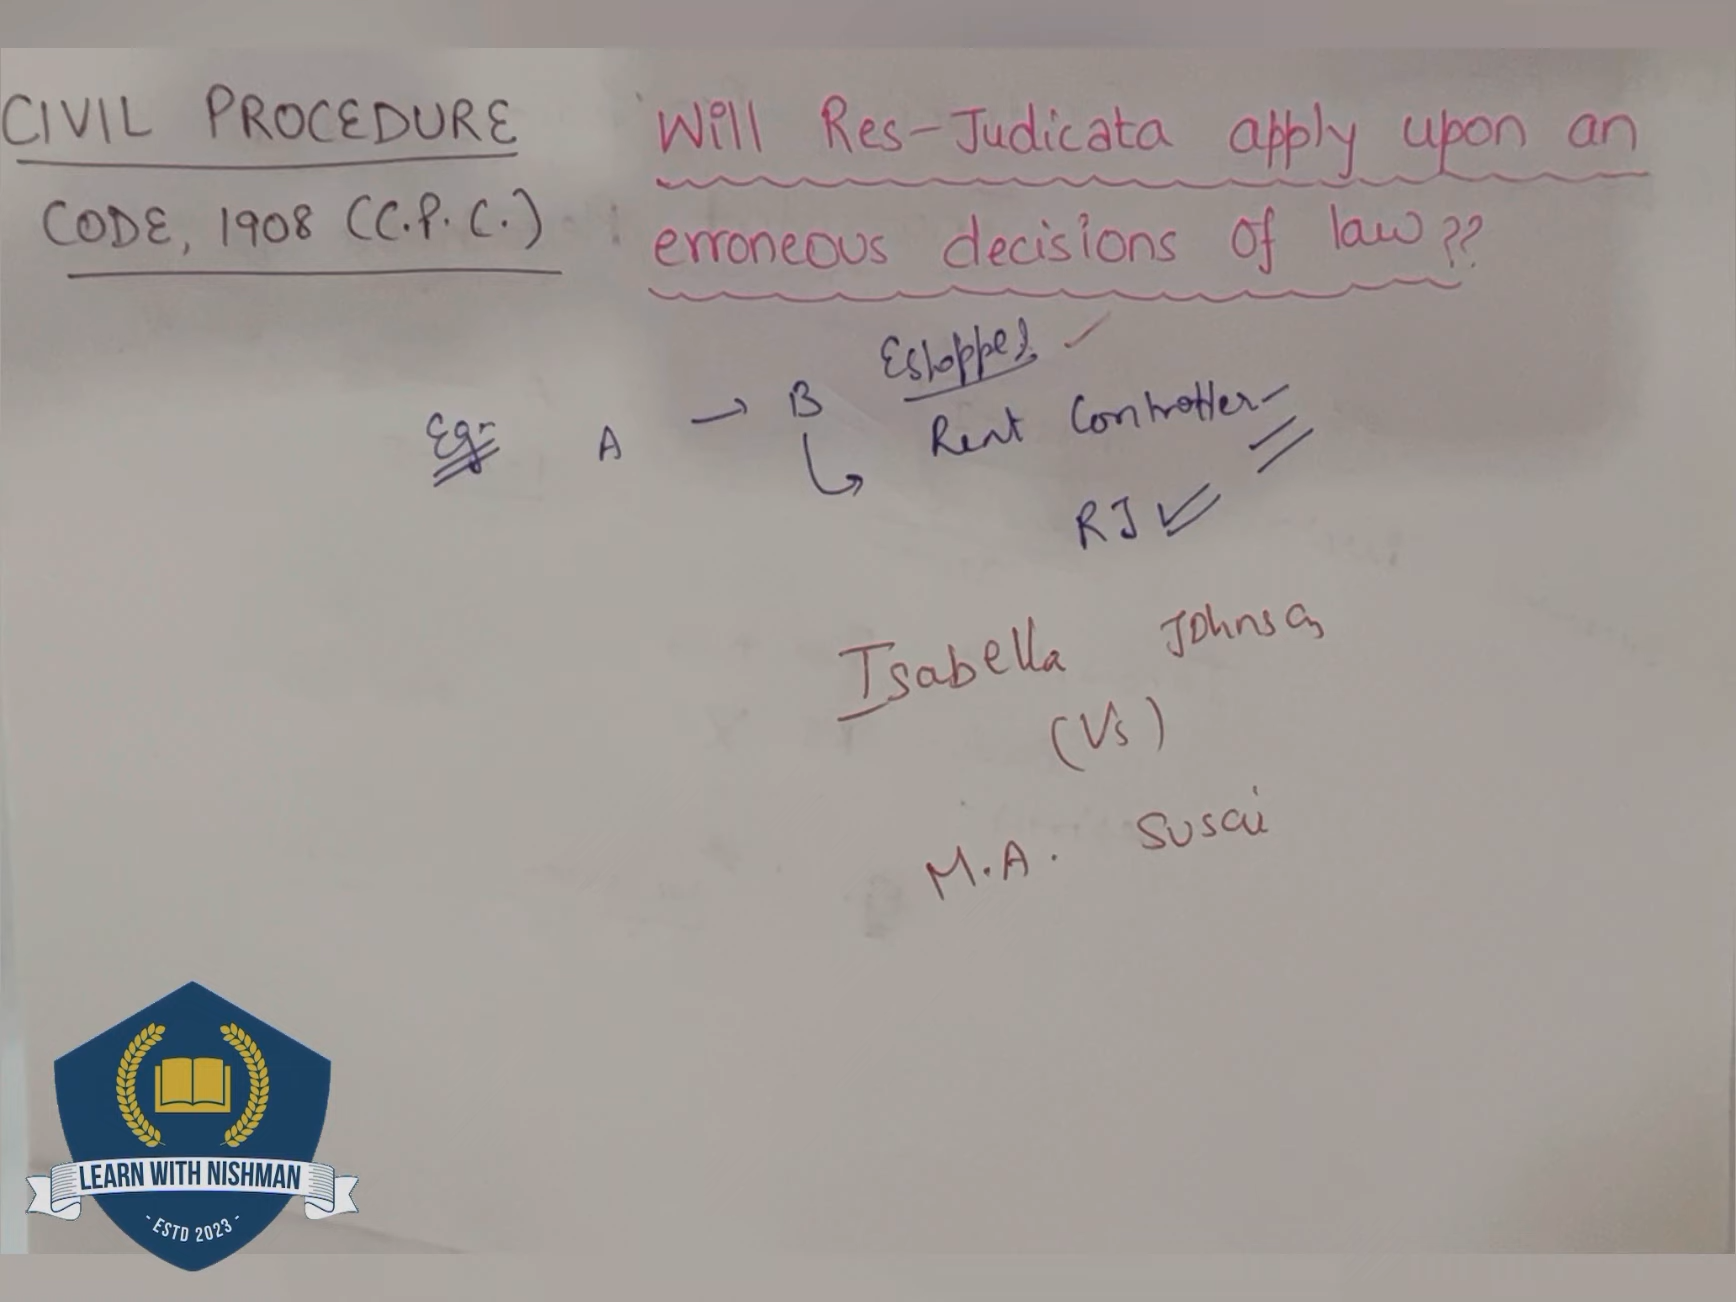 CIVIL PROCEDURE
CODE, 1908 (C.P.C.) :
Will Res-Judicata apply upon an
erroneous decisions of law??
Estoppel ✓
Eg:- A → B Rent Controller
RJ ✓
Isabella Johnson
(Vs)
M.A. Susai
LEARN WITH NISHMAN
- ESTD 2023 -